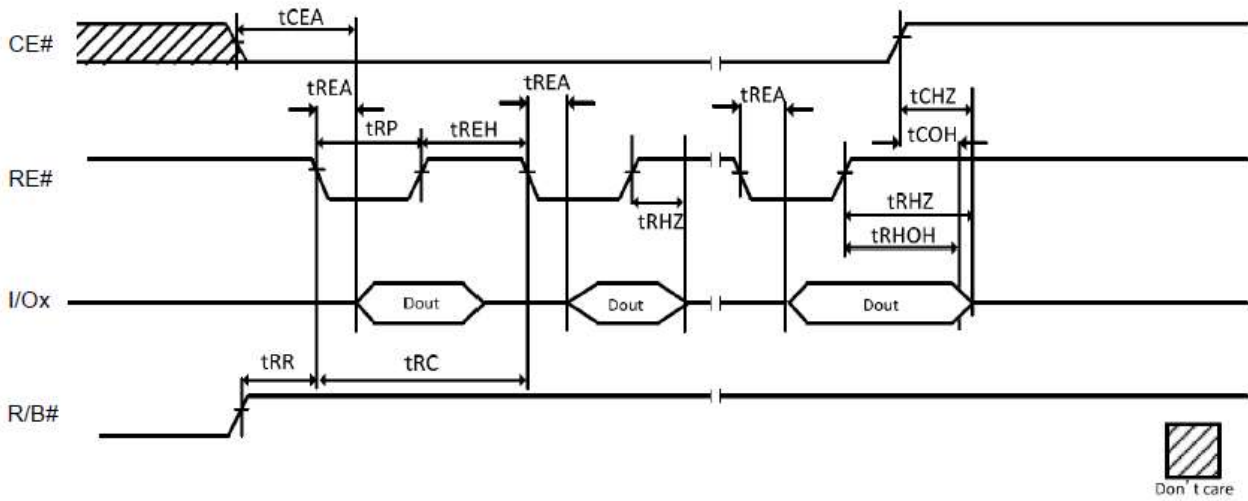 tCEA
CE#
tREA
tREA
tREA
tCHZ
tRP
tREH
tCOH
RE#
tRHZ
tRHZ
tRHOH
I/Ox
Dout
Dout
Dout
tRR
tRC
R/B#
Don't care